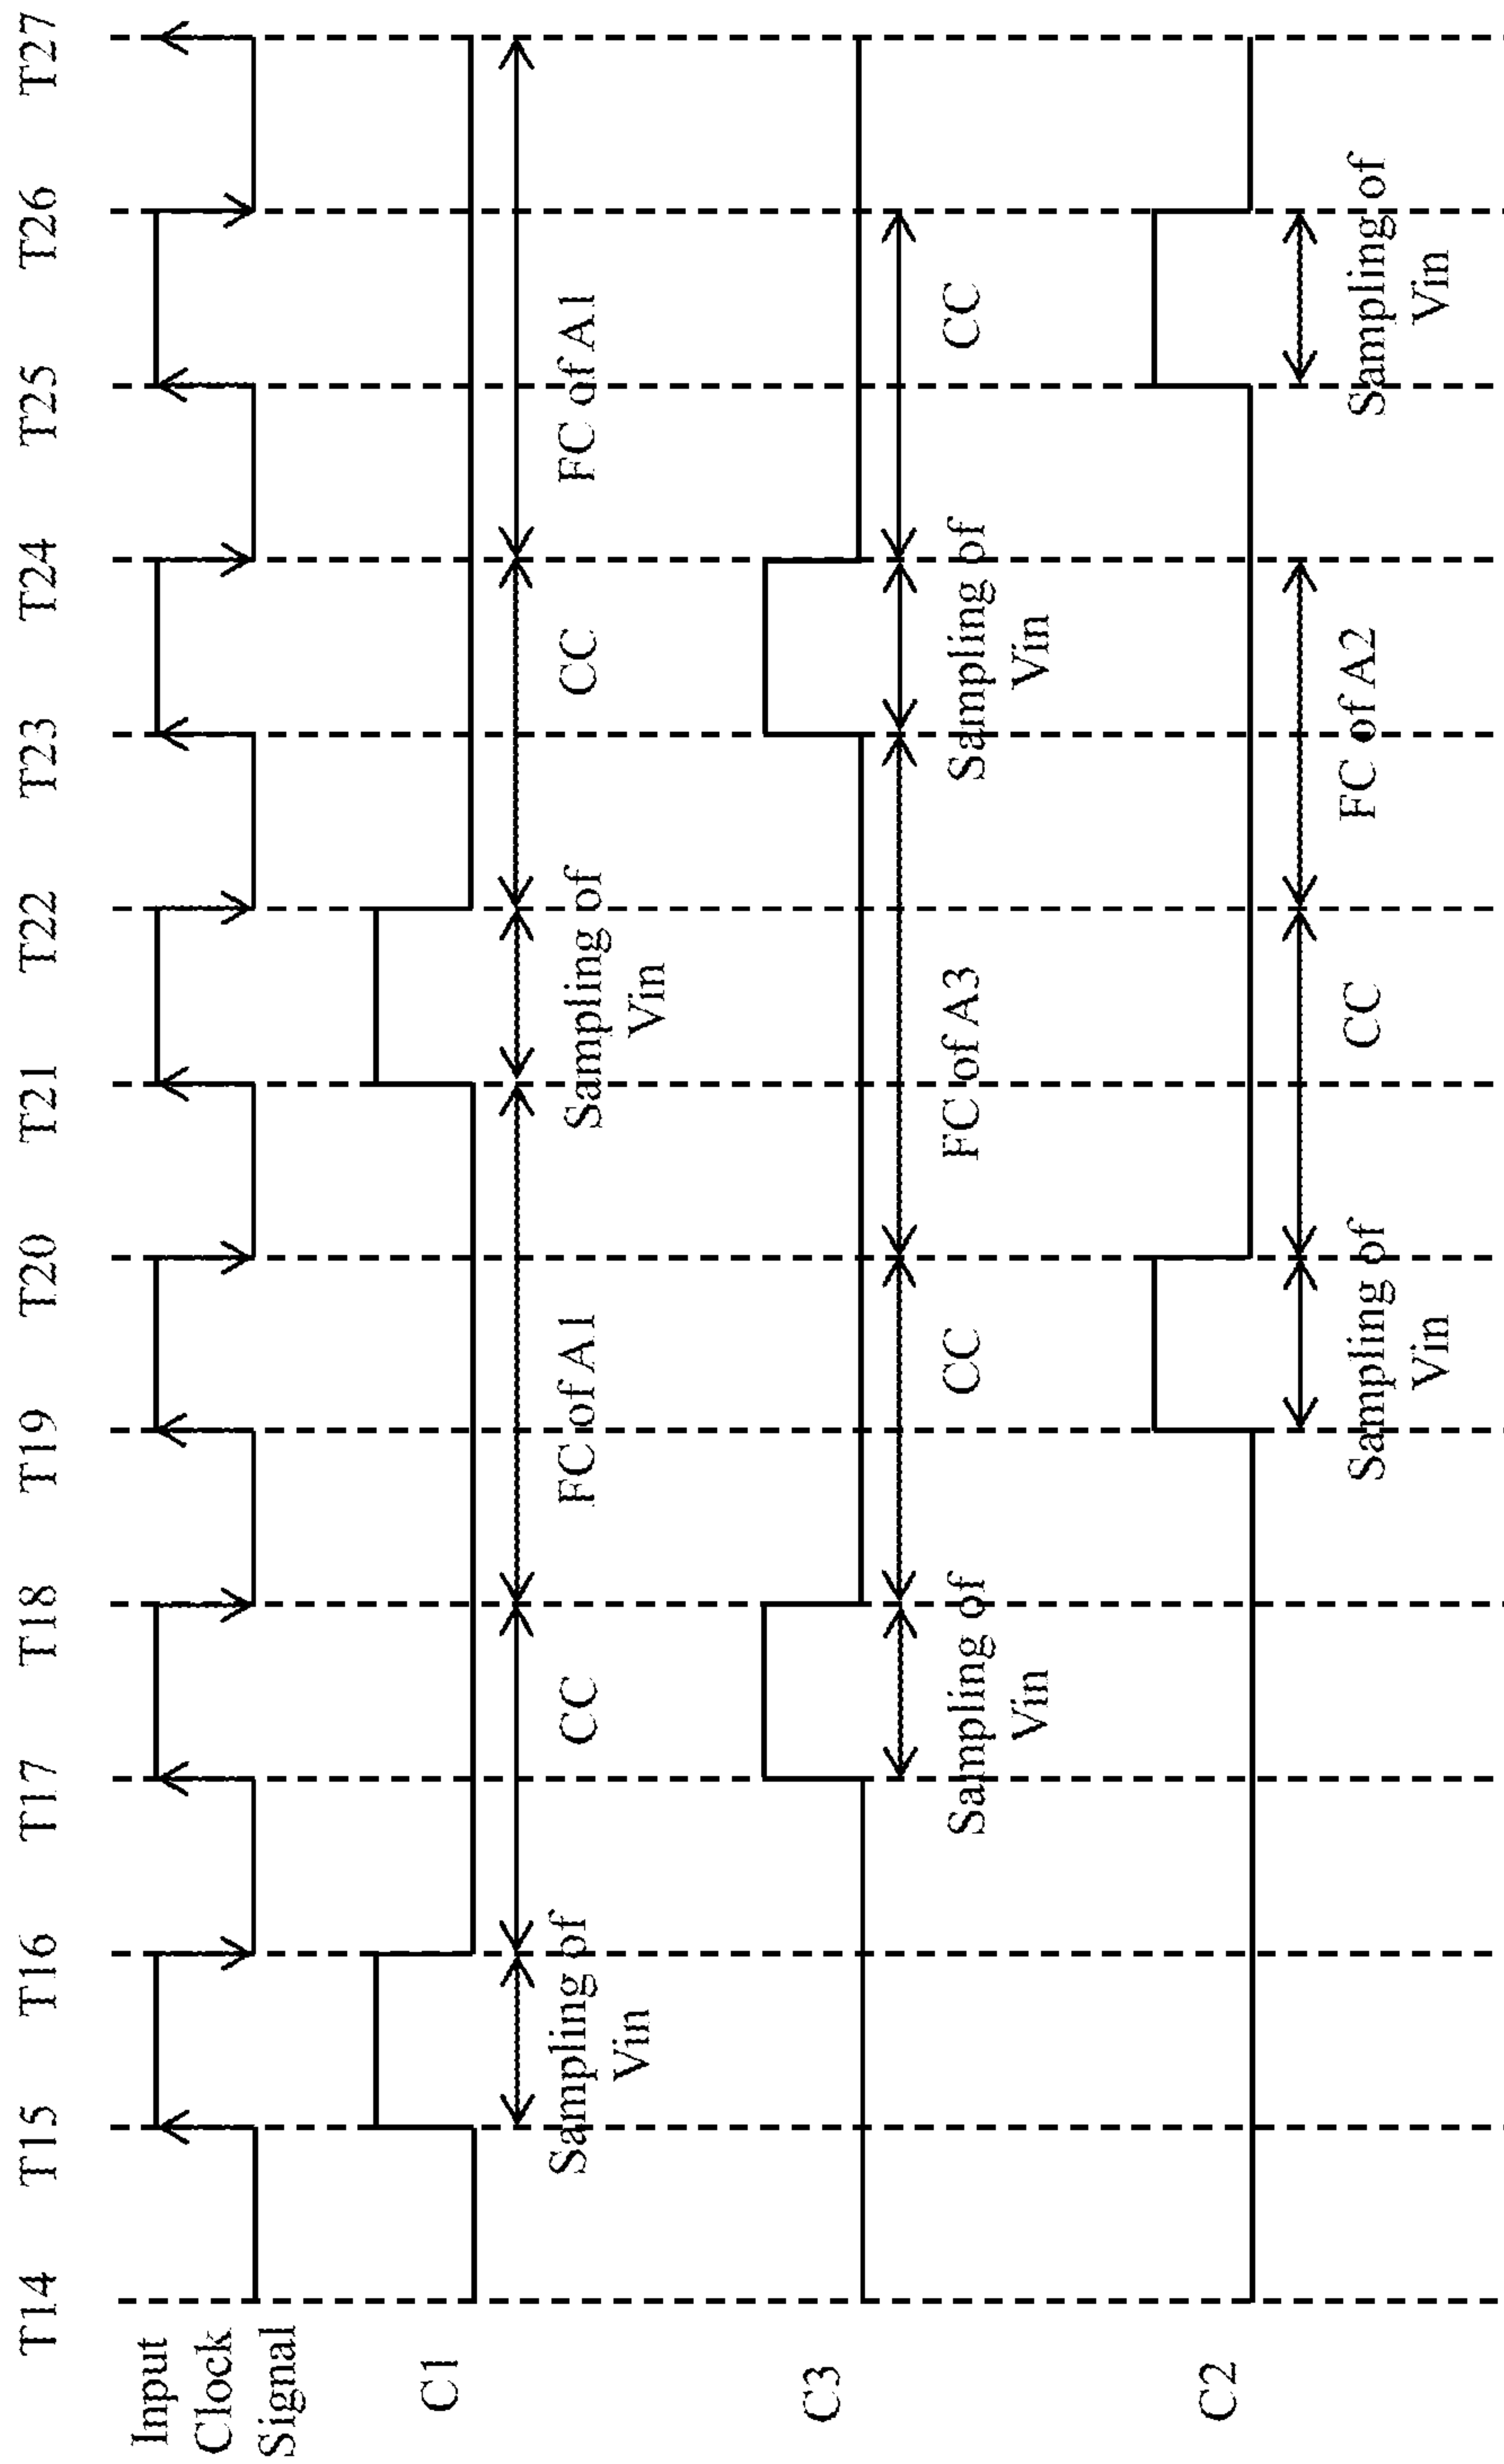 T14 T15 T16 T17 T18 T19 T20 T21 T22 T23 T24 T25 T26 T27
Input
Clock
Signal
C1
Sampling of
Vin
CC
FC of A1
Sampling of
Vin
CC
FC of A1
C3
Sampling of
Vin
CC
FC of A3
Sampling of
Vin
CC
C2
Sampling of
Vin
CC
FC of A2
Sampling of
Vin